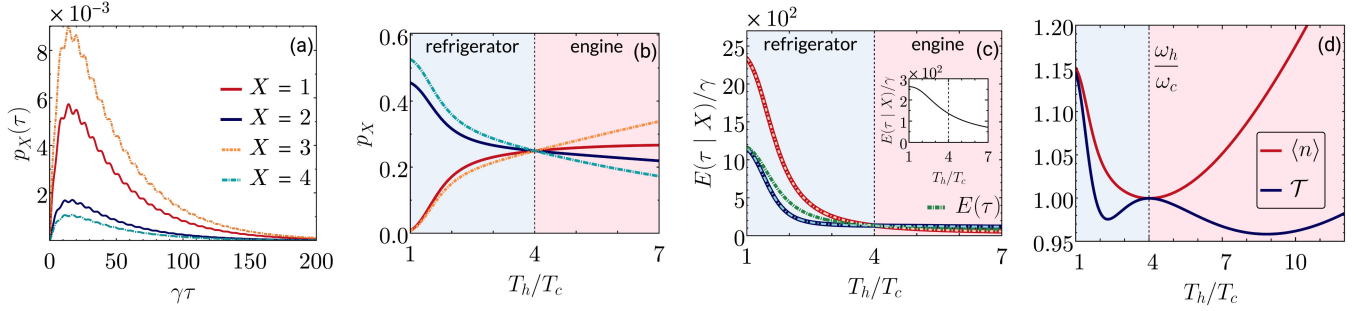 × 10⁻³
(a)
8
6
4
2
p_X(τ)
0 50 100 150 200
γτ
X = 1
X = 2
X = 3
X = 4
refrigerator engine
(b)
0.6
0.4
0.2
0.0
p_X
1 4 7
T_h/T_c
× 10²
refrigerator engine
(c)
25
20
15
10
5
0
E(τ | X)/γ
1 4 7
T_h/T_c
× 10²
3
2
1
0
E(τ | X)/γ
1 4 7
T_h/T_c
E(τ)
(d)
1.20
1.15
1.10
1.05
1.00
0.95
ω_h
ω_c
⟨n⟩
𝒯
1 4 7 10
T_h/T_c